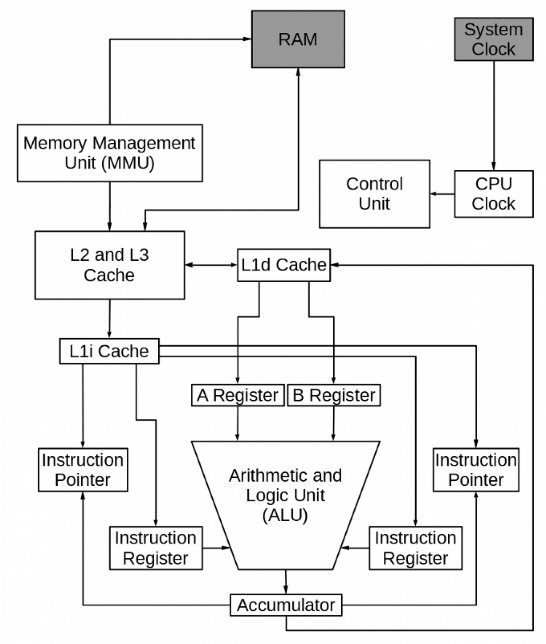 RAM
System
Clock
Memory Management
Unit (MMU)
Control
Unit
CPU
Clock
L2 and L3
Cache
L1d Cache
L1i Cache
A Register
B Register
Instruction
Pointer
Arithmetic and
Logic Unit
(ALU)
Instruction
Pointer
Instruction
Register
Instruction
Register
Accumulator